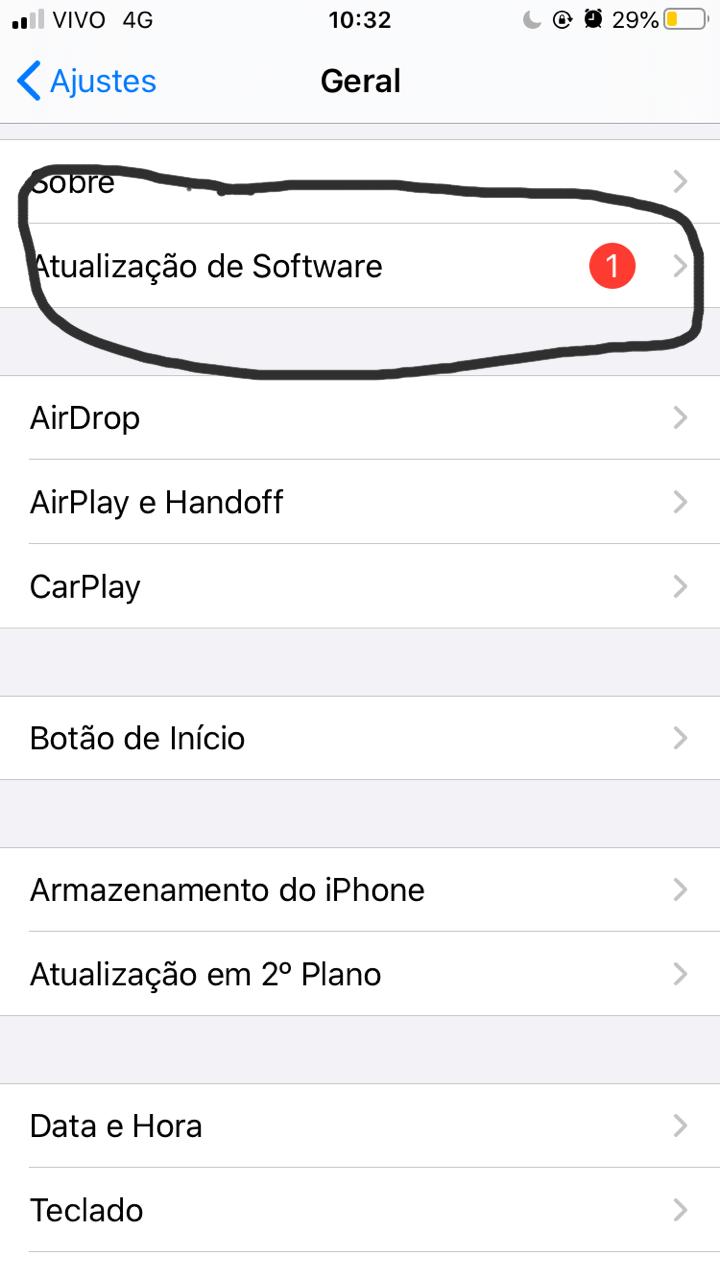 VIVO 4G 10:32 29%
Ajustes Geral
Sobre
Atualização de Software 1
AirDrop
AirPlay e Handoff
CarPlay
Botão de Início
Armazenamento do iPhone
Atualização em 2º Plano
Data e Hora
Teclado